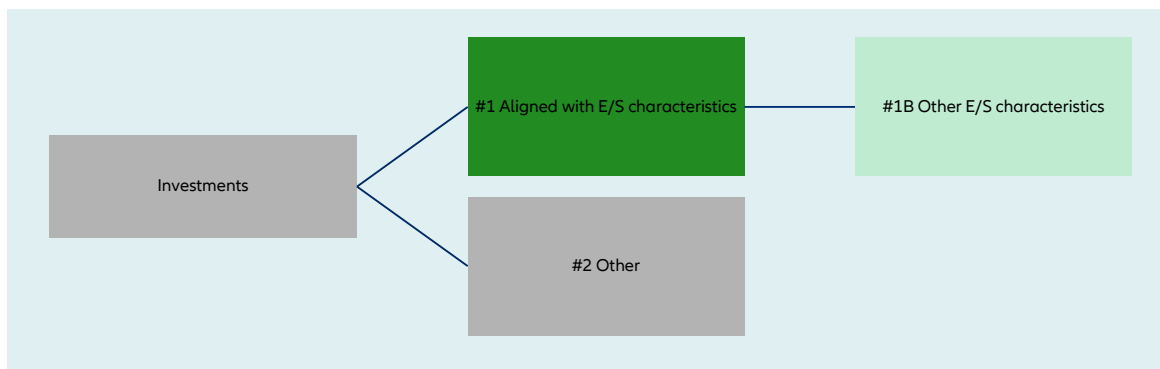 #1 Aligned with E/S characteristics
#1B Other E/S characteristics
Investments
#2 Other